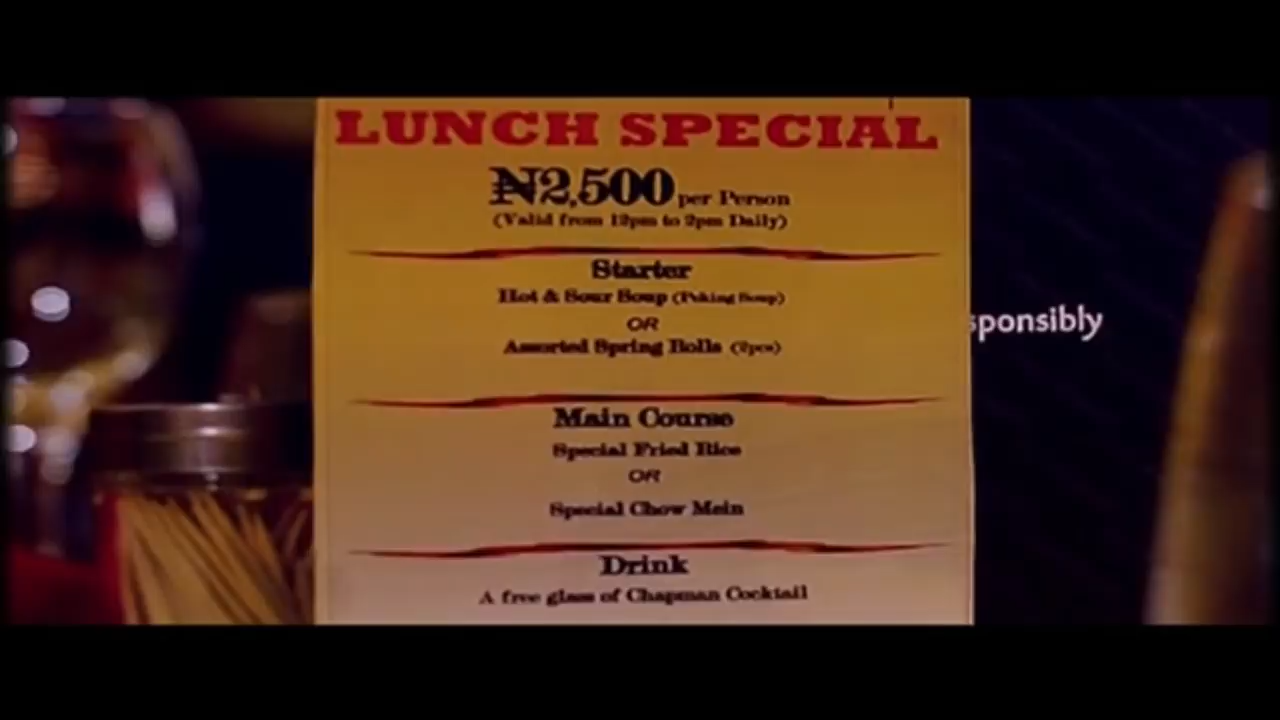 LUNCH SPECIAL
₦2,500 per Person
(Valid from 12pm to 2pm Daily)
Starter
Hot & Sour Soup (Peking Soup)
OR
Assorted Spring Rolls (2pcs)
Main Course
Special Fried Rice
OR
Special Chow Mein
Drink
A free glass of Chapman Cocktail
sponsibly